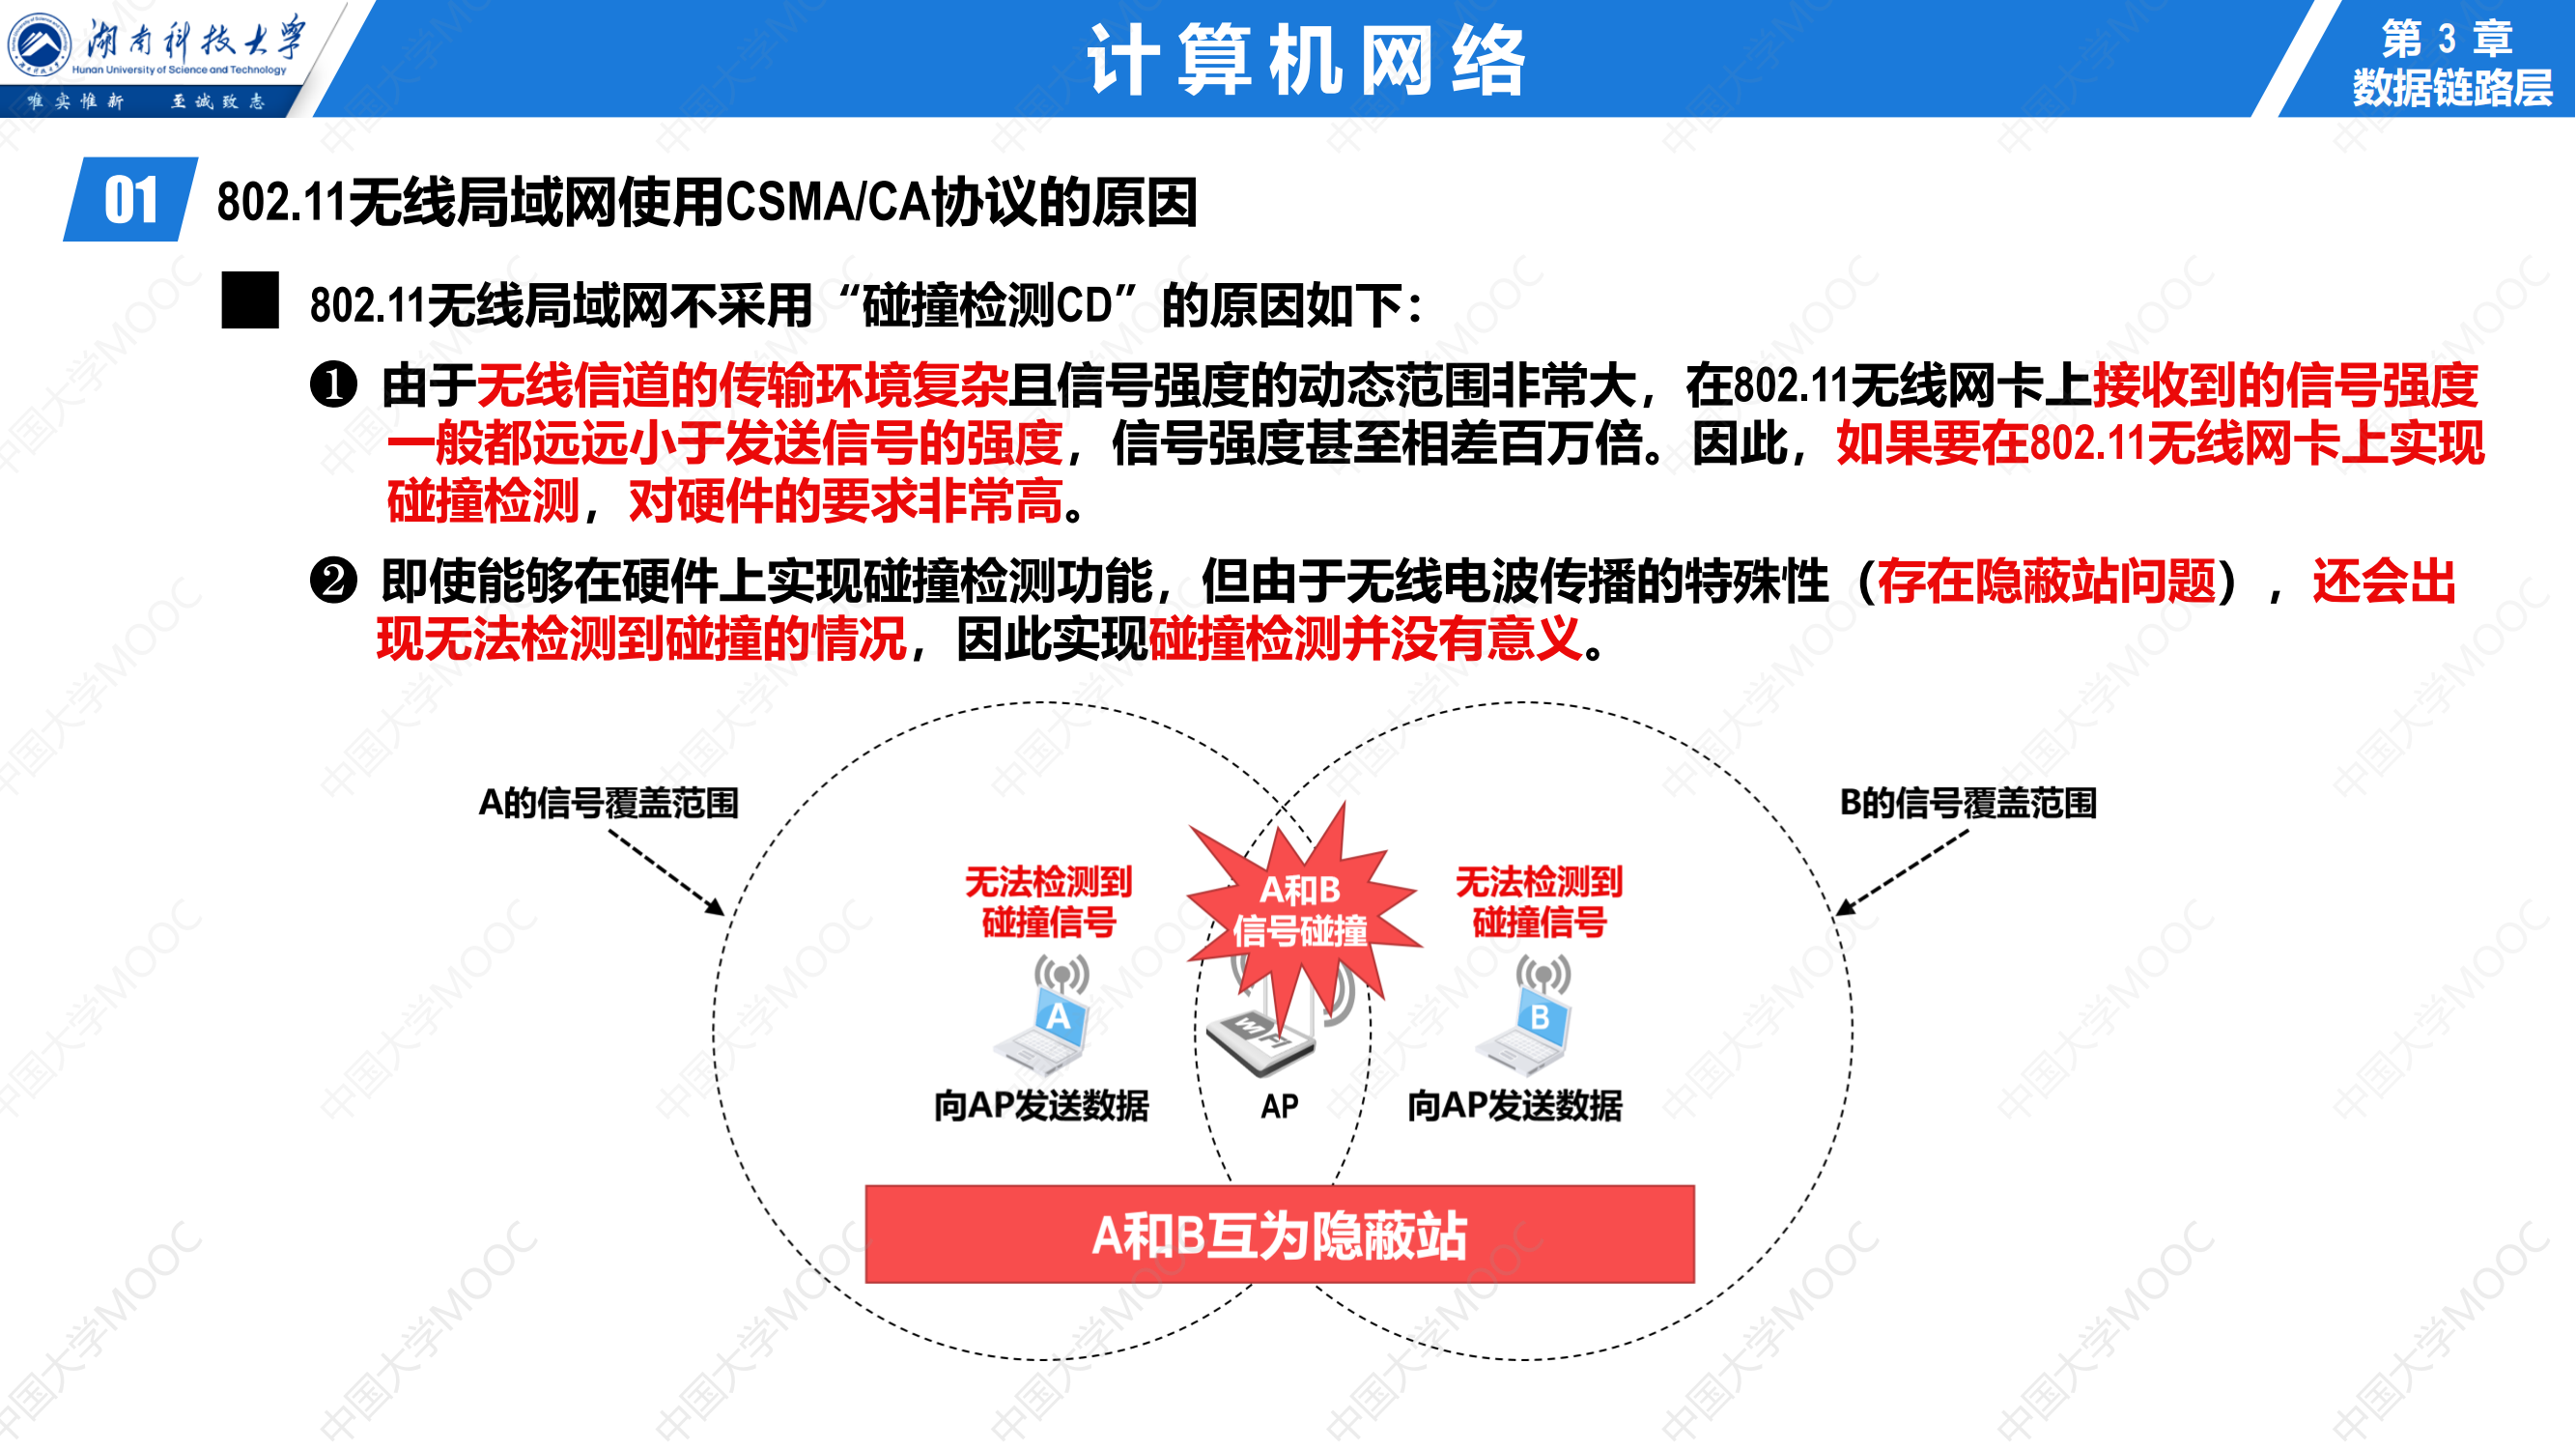 湖南科技大学
Hunan University of Science and Technology
唯实惟新 至诚致志
计算机网络
第 3 章
数据链路层
01 802.11无线局域网使用CSMA/CA协议的原因
802.11无线局域网不采用“碰撞检测CD”的原因如下：
❶ 由于无线信道的传输环境复杂且信号强度的动态范围非常大，在802.11无线网卡上接收到的信号强度
一般都远远小于发送信号的强度，信号强度甚至相差百万倍。因此，如果要在802.11无线网卡上实现
碰撞检测，对硬件的要求非常高。
❷ 即使能够在硬件上实现碰撞检测功能，但由于无线电波传播的特殊性（存在隐蔽站问题），还会出
现无法检测到碰撞的情况，因此实现碰撞检测并没有意义。
A的信号覆盖范围
B的信号覆盖范围
无法检测到
碰撞信号
A和B
信号碰撞
无法检测到
碰撞信号
A
WIFI
B
向AP发送数据
AP
向AP发送数据
A和B互为隐蔽站
中国大学MOOC